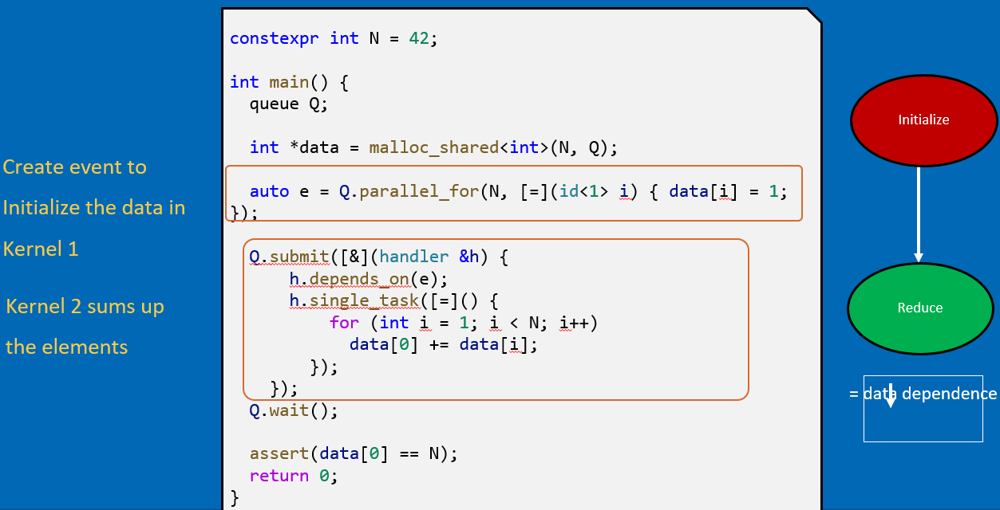 constexpr int N = 42;
int main() {
queue Q;
int *data = malloc_shared<int>(N, Q);
auto e = Q.parallel_for(N, [=](id<1> i) { data[i] = 1;
});
Q.submit([&](handler &h) {
h.depends_on(e);
h.single_task([=]() {
for (int i = 1; i < N; i++)
data[0] += data[i];
});
});
Q.wait();
assert(data[0] == N);
return 0;
}
Create event to
Initialize the data in
Kernel 1
Kernel 2 sums up
the elements
Initialize
Reduce
= data dependence